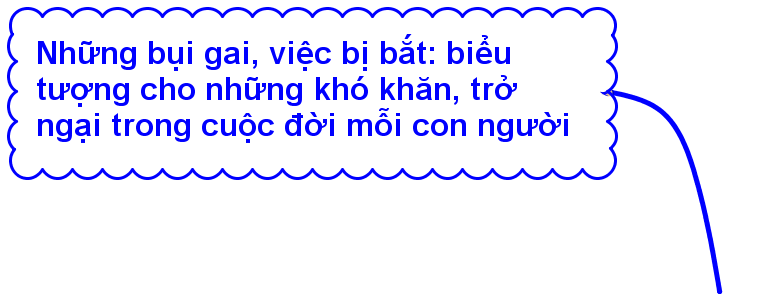 Những bụi gai, việc bị bắt: biểu
tượng cho những khó khăn, trở
ngại trong cuộc đời mỗi con người